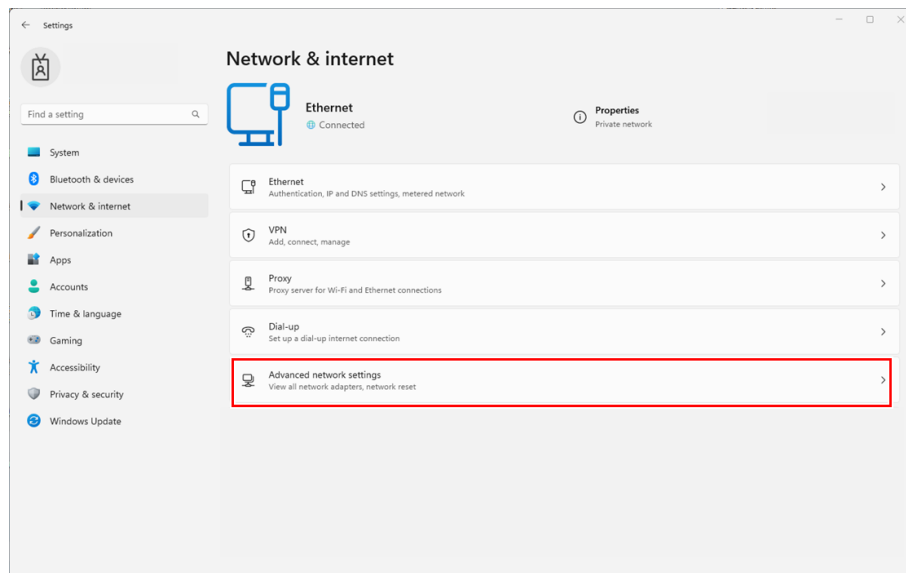 Settings
Network & internet
Ethernet
Connected
Properties
Private network
Find a setting
System
Bluetooth & devices
Network & internet
Personalization
Apps
Accounts
Time & language
Gaming
Accessibility
Privacy & security
Windows Update
Ethernet
Authentication, IP and DNS settings, metered network
VPN
Add, connect, manage
Proxy
Proxy server for Wi-Fi and Ethernet connections
Dial-up
Set up a dial-up internet connection
Advanced network settings
View all network adapters, network reset